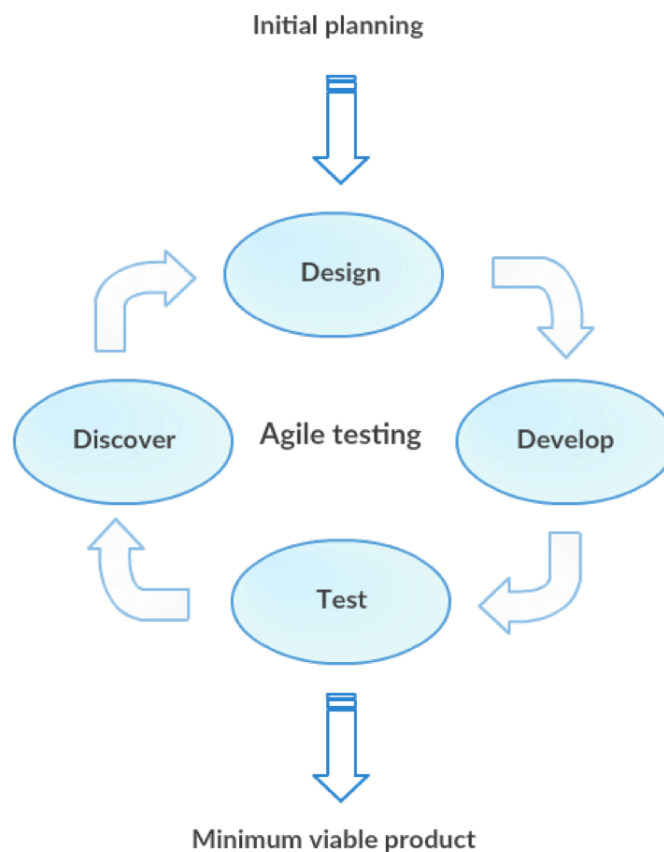 Initial planning
Design
Discover
Agile testing
Develop
Test
Minimum viable product